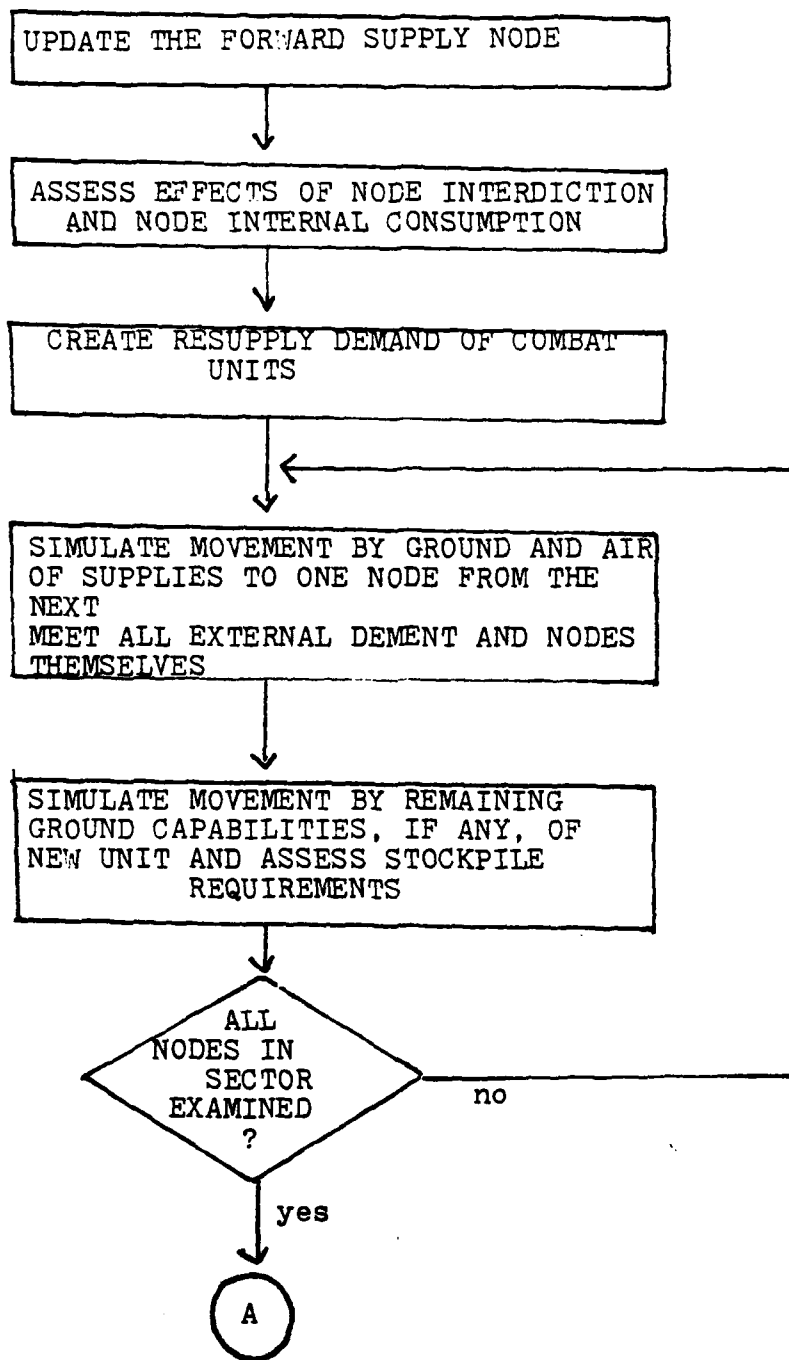 UPDATE THE FORWARD SUPPLY NODE
ASSESS EFFECTS OF NODE INTERDICTION
AND NODE INTERNAL CONSUMPTION
CREATE RESUPPLY DEMAND OF COMBAT
UNITS
SIMULATE MOVEMENT BY GROUND AND AIR
OF SUPPLIES TO ONE NODE FROM THE
NEXT
MEET ALL EXTERNAL DEMENT AND NODES
THEMSELVES
SIMULATE MOVEMENT BY REMAINING
GROUND CAPABILITIES, IF ANY, OF
NEW UNIT AND ASSESS STOCKPILE
REQUIREMENTS
ALL
NODES IN
SECTOR
EXAMINED
?
no
yes
A